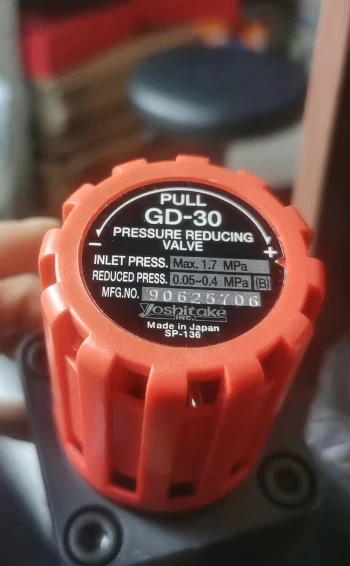 PULL
GD-30
PRESSURE REDUCING
VALVE
− +
INLET PRESS. Max. 1.7 MPa
REDUCED PRESS. 0.05~0.4 MPa (B)
MFG.NO. 90625706
Yoshitake
INC.
Made in Japan
SP-136